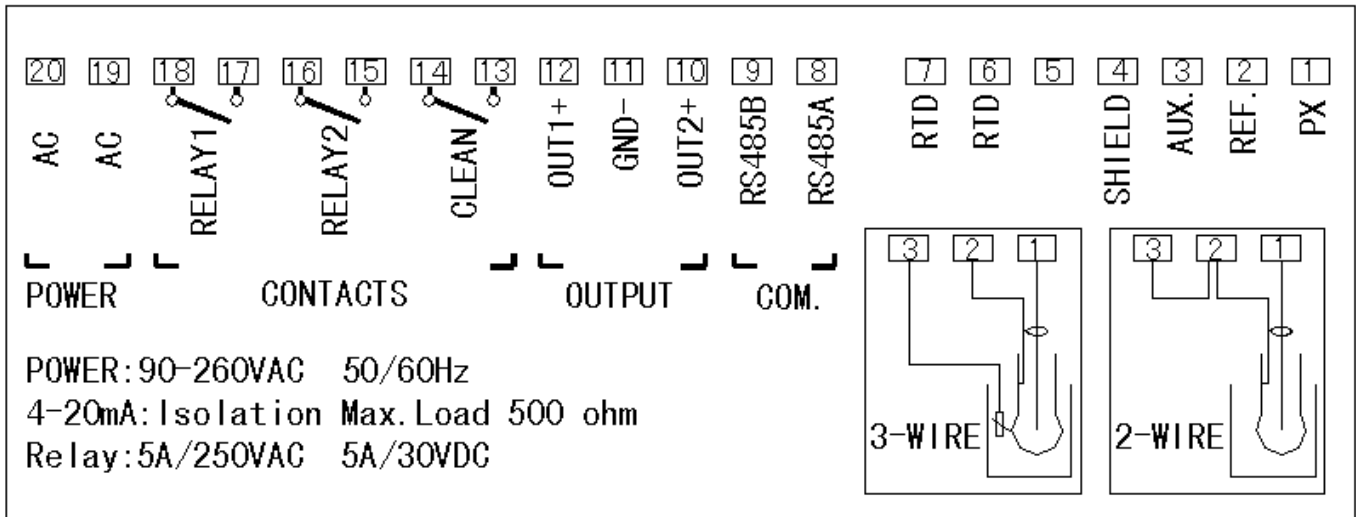 20 19 18 17 16 15 14 13 12 11 10 9 8 7 6 5 4 3 2 1
AC AC RELAY1 RELAY2 CLEAN OUT1+ GND- OUT2+ RS485B RS485A RTD RTD SHIELD AUX. REF. PX
POWER CONTACTS OUTPUT COM.
3 2 1
3-WIRE
3 2 1
2-WIRE
POWER:90-260VAC 50/60Hz
4-20mA:Isolation Max.Load 500 ohm
Relay:5A/250VAC 5A/30VDC